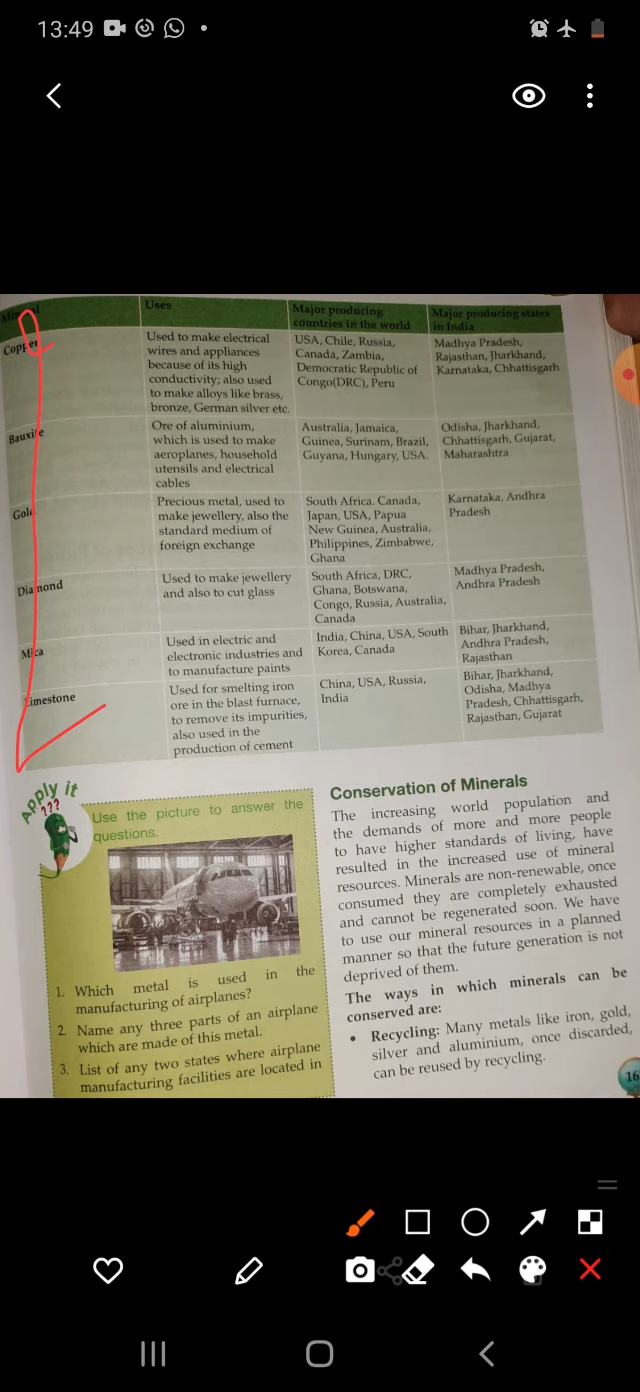 13:49
Mineral
Uses
Major producing
countries in the world
Major producing states
in India
Copper
Used to make electrical
wires and appliances
because of its high
conductivity; also used
to make alloys like brass,
bronze, German silver etc.
USA, Chile, Russia,
Canada, Zambia,
Democratic Republic of
Congo(DRC), Peru
Madhya Pradesh,
Rajasthan, Jharkhand,
Karnataka, Chhattisgarh
Bauxite
Ore of aluminium,
which is used to make
aeroplanes, household
utensils and electrical
cables
Australia, Jamaica,
Guinea, Surinam, Brazil,
Guyana, Hungary, USA.
Odisha, Jharkhand,
Chhattisgarh, Gujarat,
Maharashtra
Gold
Precious metal, used to
make jewellery, also the
standard medium of
foreign exchange
South Africa. Canada,
Japan, USA, Papua
New Guinea, Australia,
Philippines, Zimbabwe,
Ghana
Karnataka, Andhra
Pradesh
Diamond
Used to make jewellery
and also to cut glass
South Africa, DRC,
Ghana, Botswana,
Congo, Russia, Australia,
Canada
Madhya Pradesh,
Andhra Pradesh
Mica
Used in electric and
electronic industries and
to manufacture paints
India, China, USA, South
Korea, Canada
Bihar, Jharkhand,
Andhra Pradesh,
Rajasthan
Limestone
Used for smelting iron
ore in the blast furnace,
to remove its impurities,
also used in the
production of cement
China, USA, Russia,
India
Bihar, Jharkhand,
Odisha, Madhya
Pradesh, Chhattisgarh,
Rajasthan, Gujarat
Apply it
???
Use the picture to answer the
questions.
1. Which metal is used in the
manufacturing of airplanes?
2. Name any three parts of an airplane
which are made of this metal.
3. List of any two states where airplane
manufacturing facilities are located in
Conservation of Minerals
The increasing world population and
the demands of more and more people
to have higher standards of living, have
resulted in the increased use of mineral
resources. Minerals are non-renewable, once
consumed they are completely exhausted
and cannot be regenerated soon. We have
to use our mineral resources in a planned
manner so that the future generation is not
deprived of them.
The ways in which minerals can be
conserved are:
• Recycling: Many metals like iron, gold,
silver and aluminium, once discarded,
can be reused by recycling.
16